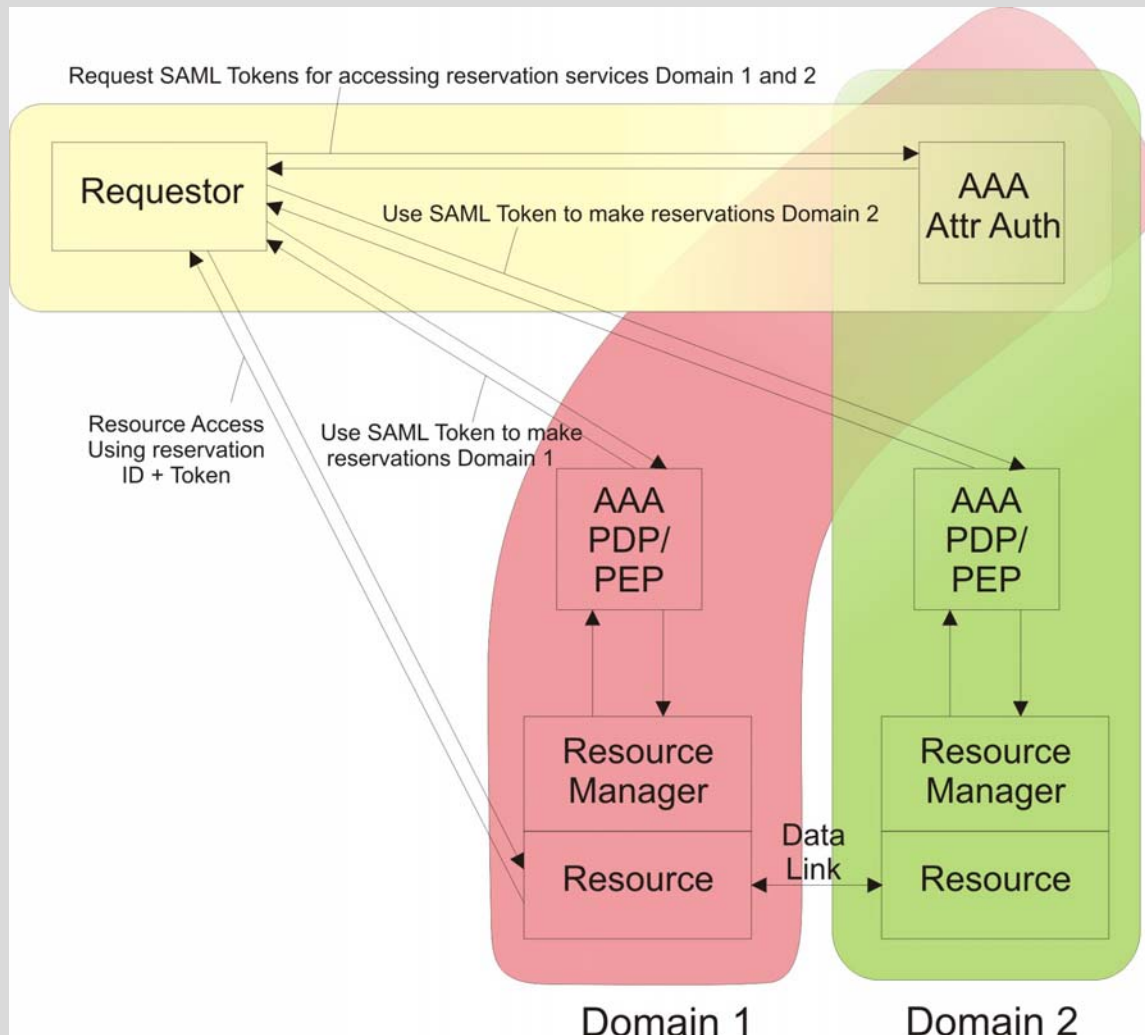 Request SAML Tokens for accessing reservation services Domain 1 and 2
Requestor
AAA
Attr Auth
Use SAML Token to make reservations Domain 2
Resource Access
Using reservation
ID + Token
Use SAML Token to make
reservations Domain 1
AAA
PDP/
PEP
AAA
PDP/
PEP
Resource
Manager
Resource
Manager
Data
Link
Resource
Resource
Domain 1
Domain 2